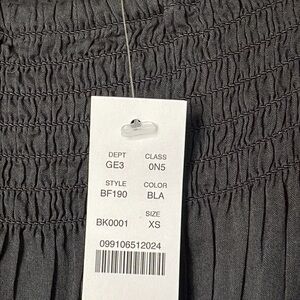 DEPT CLASS
GE3 0N5
STYLE COLOR
BF190 BLA
SIZE
BK0001 XS
099106512024